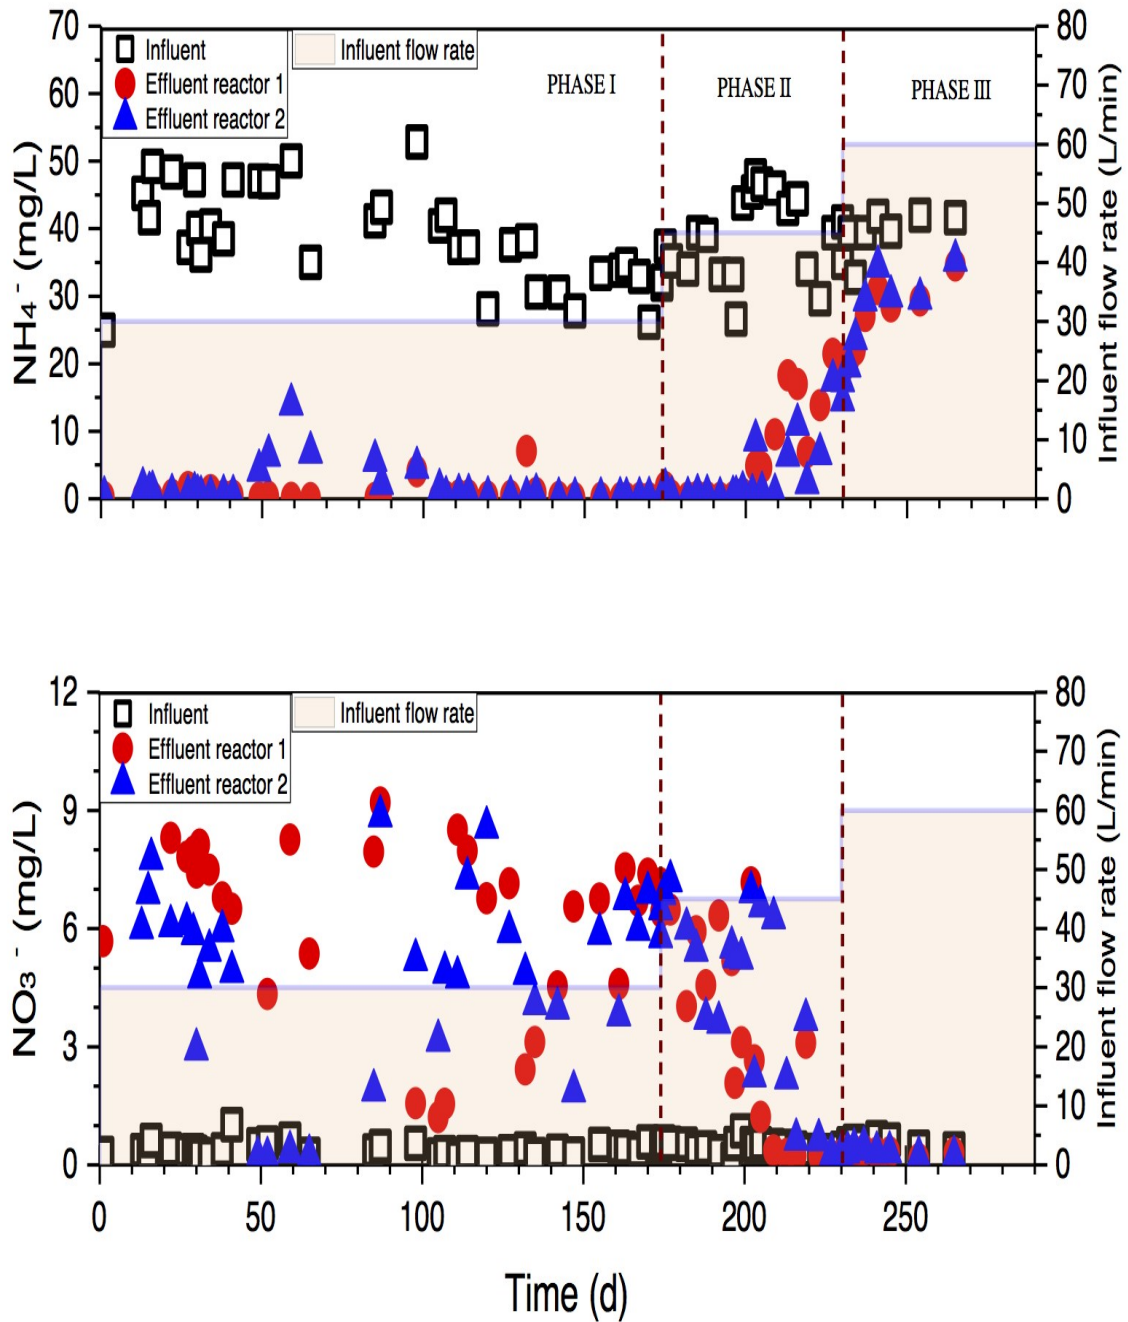 70
60
50
40
30
20
10
0
NH₄ ⁻ (mg/L)
Influent
Effluent reactor 1
Effluent reactor 2
Influent flow rate
PHASE I
PHASE II
PHASE III
80
70
60
50
40
30
20
10
0
Influent flow rate (L/min)
12
9
6
3
0
NO₃ ⁻ (mg/L)
Influent
Effluent reactor 1
Effluent reactor 2
Influent flow rate
80
70
60
50
40
30
20
10
0
Influent flow rate (L/min)
0 50 100 150 200 250
Time (d)